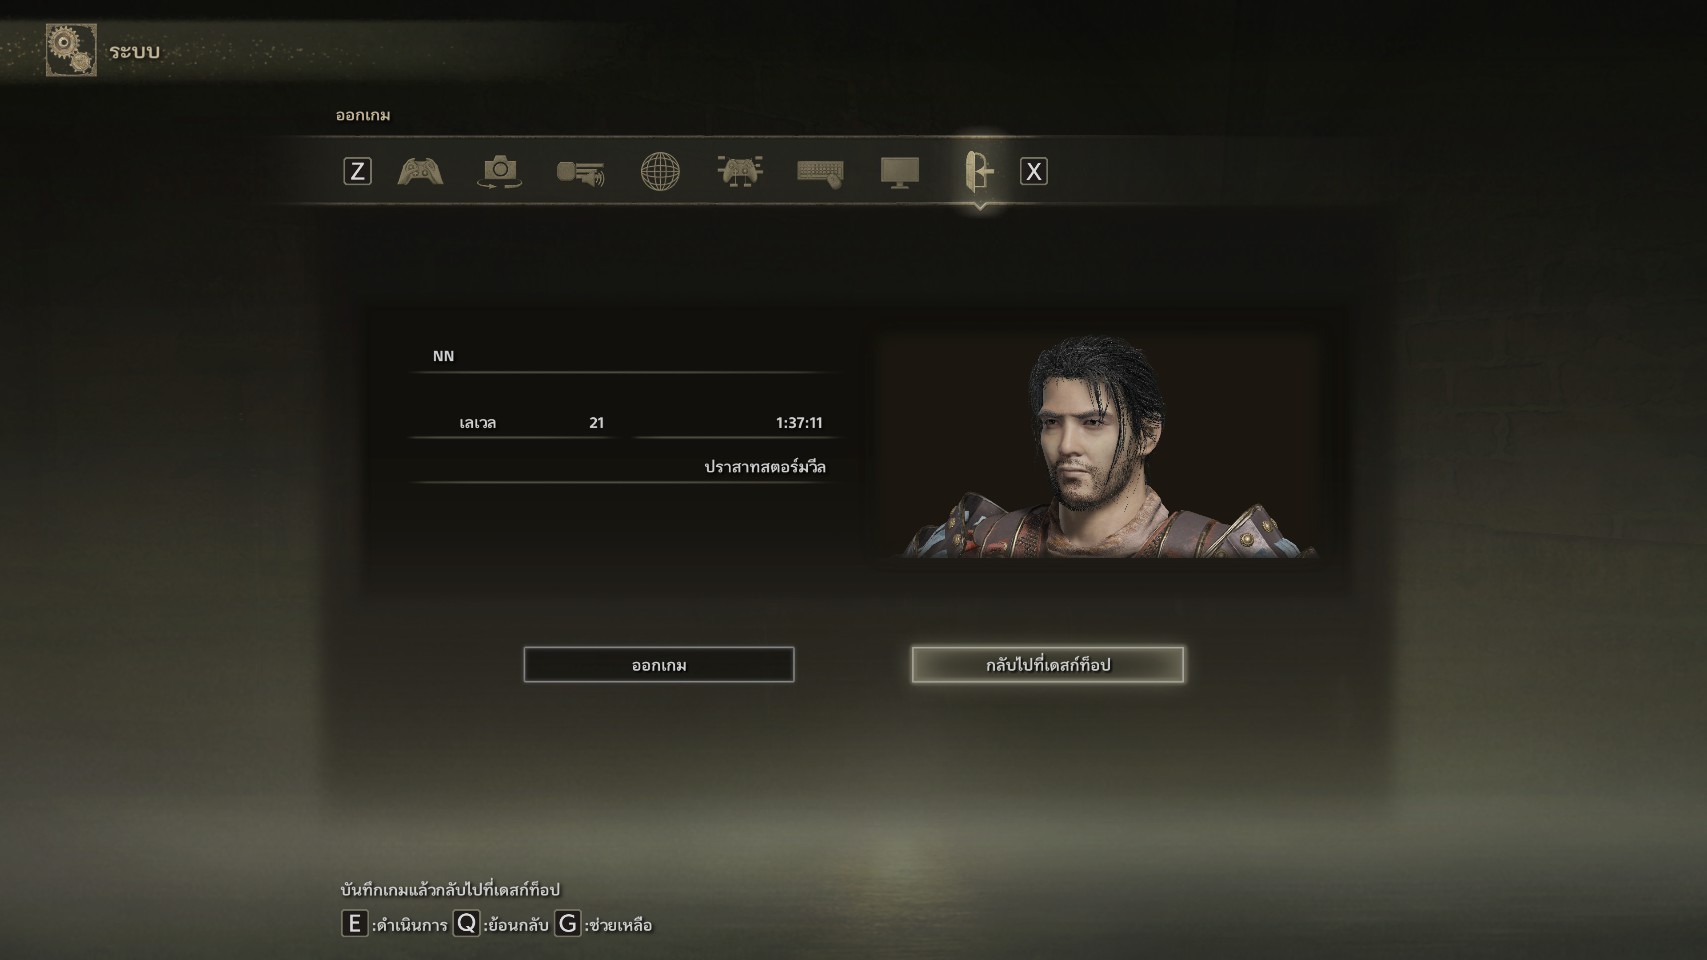 ระบบ
ออกเกม
Z X
NN
เลเวล 21 1:37:11
ปราสาทสตอร์มวีล
ออกเกม กลับไปที่เดสก์ท็อป
บันทึกเกมแล้วกลับไปที่เดสก์ท็อป
E :ดำเนินการ Q :ย้อนกลับ G :ช่วยเหลือ